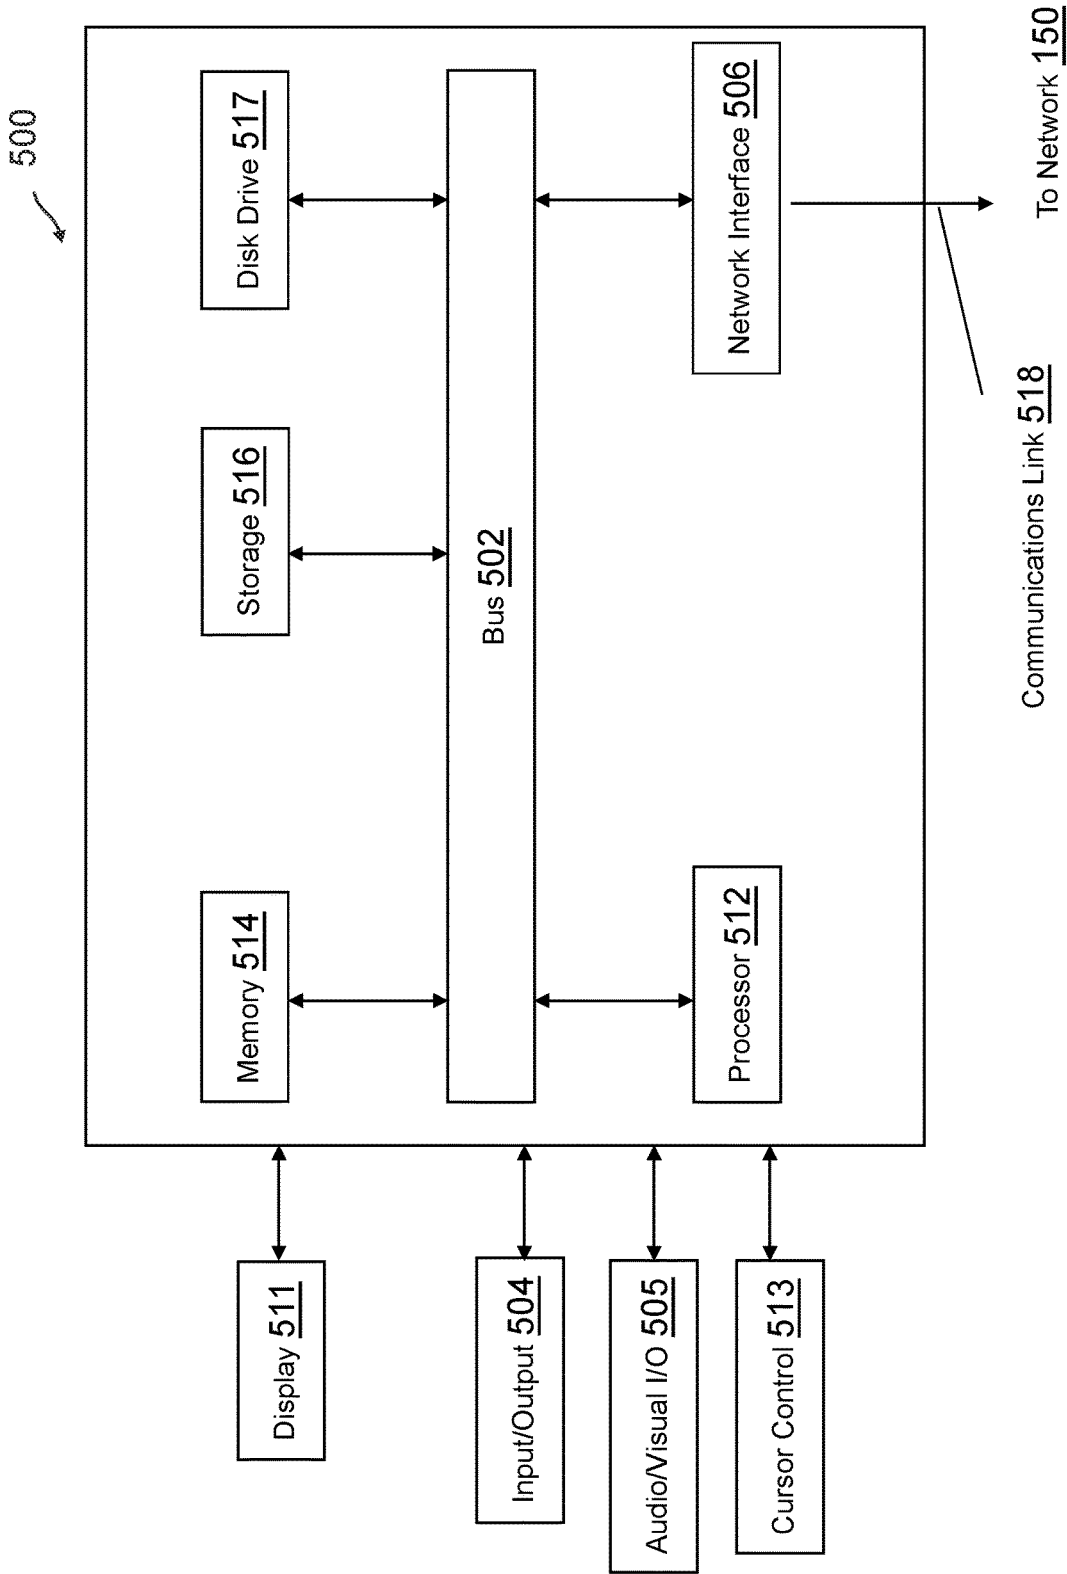 500
Memory 514
Storage 516
Disk Drive 517
Display 511
Bus 502
Input/Output 504
Audio/Visual I/O 505
Cursor Control 513
Processor 512
Network Interface 506
Communications Link 518
To Network 150